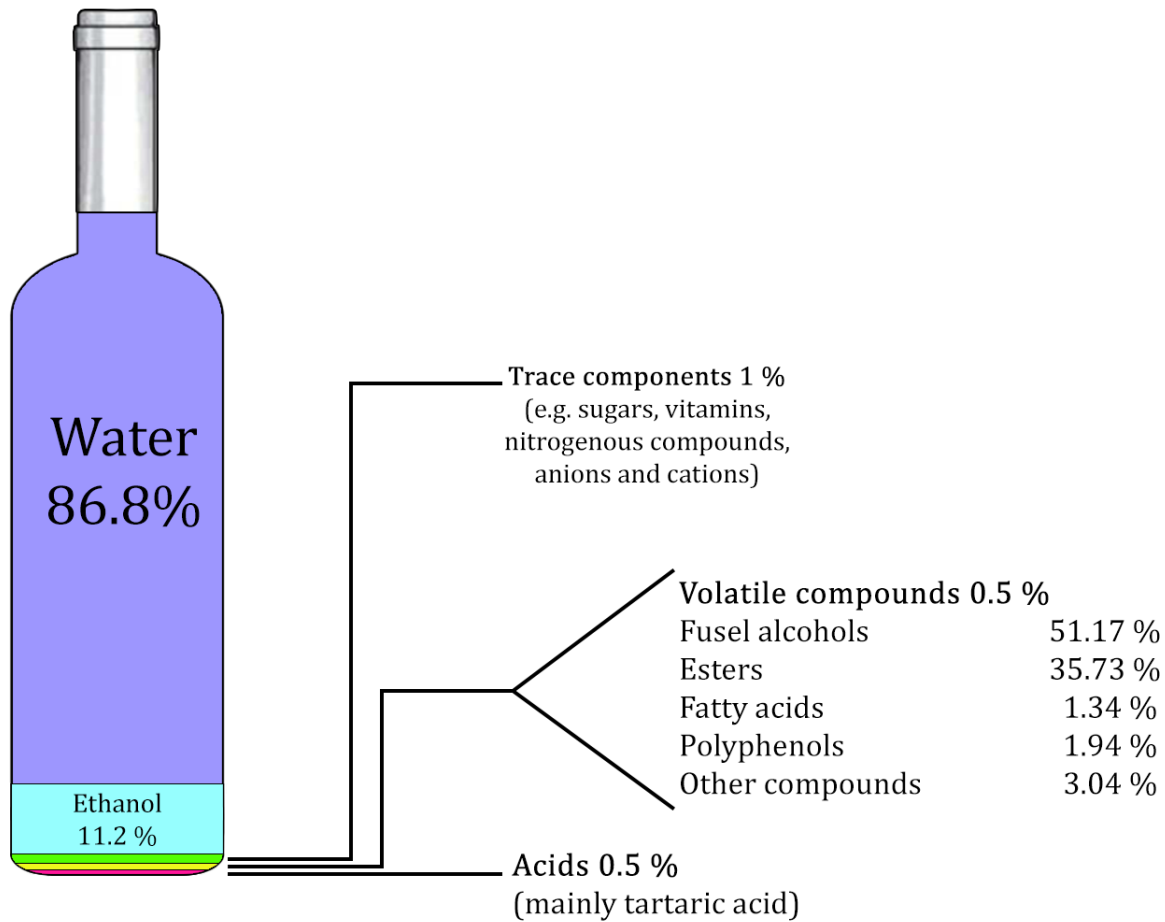 Water
86.8%
Ethanol
11.2 %
Trace components 1 %
(e.g. sugars, vitamins,
nitrogenous compounds,
anions and cations)
Volatile compounds 0.5 %
Fusel alcohols 51.17 %
Esters 35.73 %
Fatty acids 1.34 %
Polyphenols 1.94 %
Other compounds 3.04 %
Acids 0.5 %
(mainly tartaric acid)